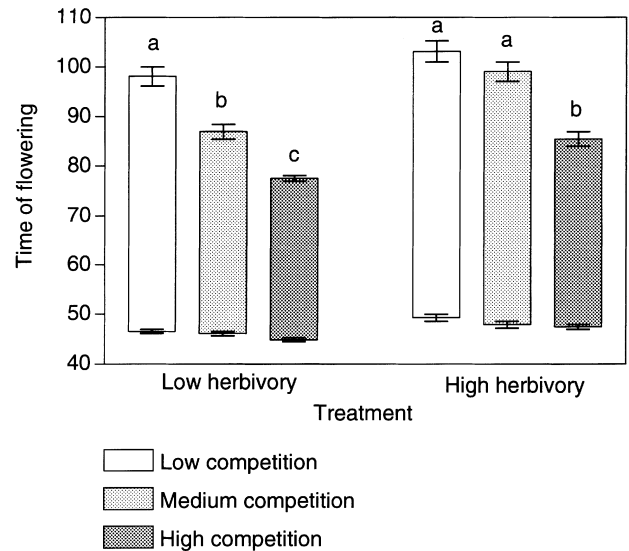 110
100
90
80
70
60
50
40
Time of flowering
a
b
c
a
a
b
Low herbivory
High herbivory
Treatment
Low competition
Medium competition
High competition